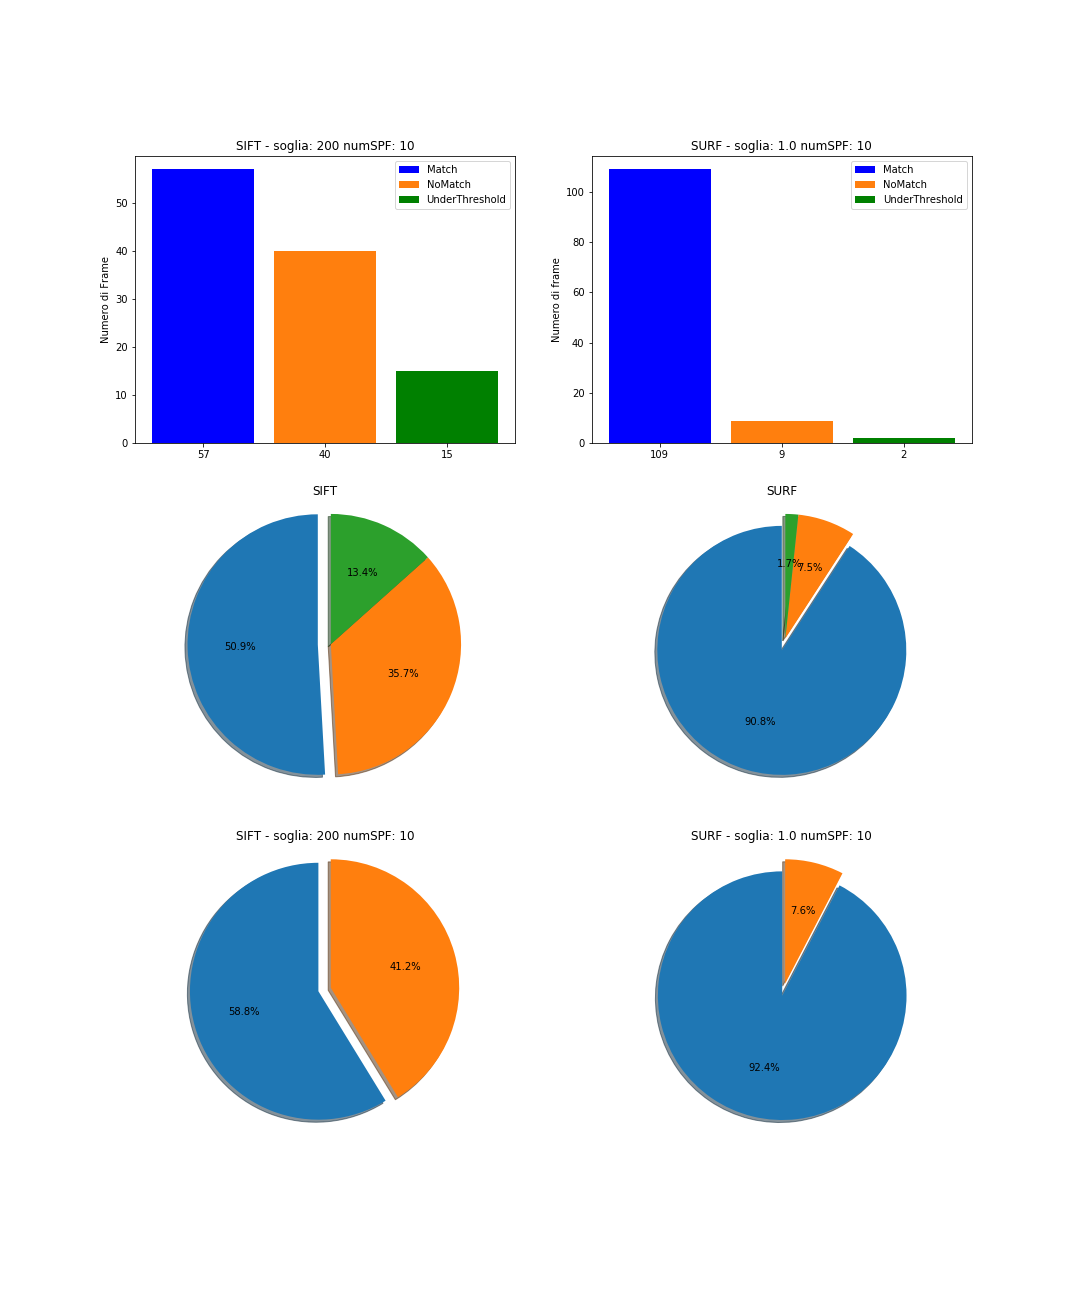 SIFT - soglia: 200 numSPF: 10
Match
NoMatch
UnderThreshold
Numero di Frame
50
40
30
20
10
0
57
40
15
SURF - soglia: 1.0 numSPF: 10
Match
NoMatch
UnderThreshold
Numero di frame
100
80
60
40
20
0
109
9
2
SIFT
13.4%
50.9%
35.7%
SURF
1.7%
7.5%
90.8%
SIFT - soglia: 200 numSPF: 10
41.2%
58.8%
SURF - soglia: 1.0 numSPF: 10
7.6%
92.4%